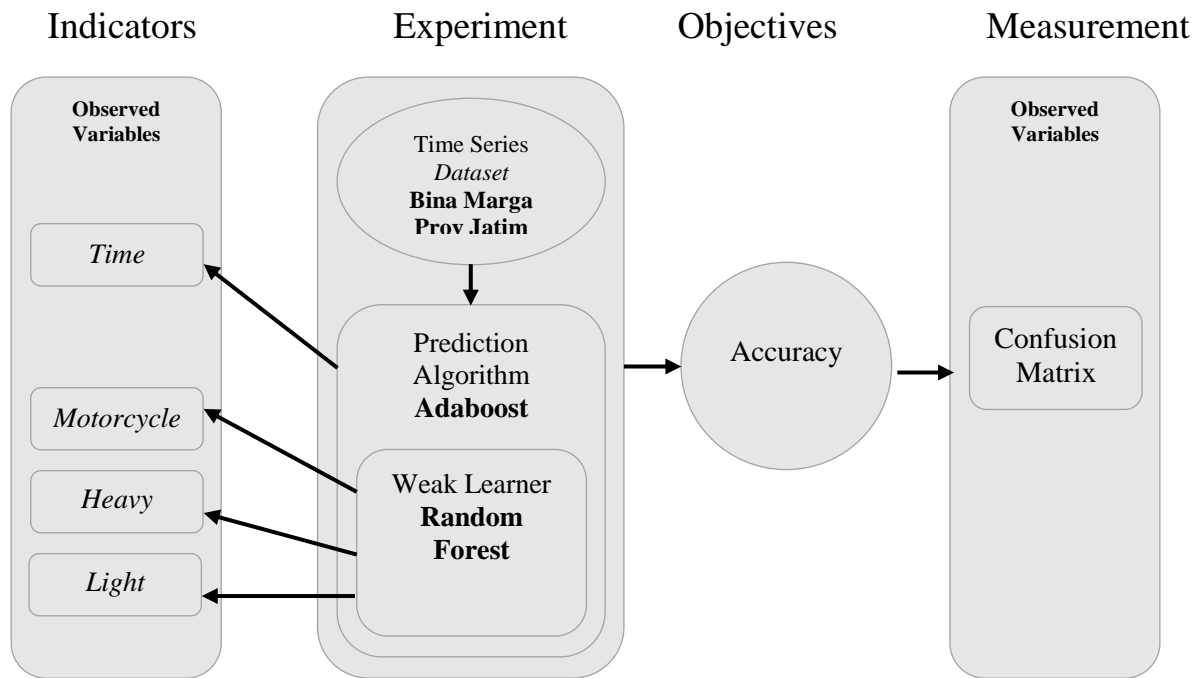 Indicators
Experiment
Objectives
Measurement
Observed
Variables
Time
Motorcycle
Heavy
Light
Time Series
Dataset
Bina Marga
Prov Jatim
Prediction
Algorithm
Adaboost
Weak Learner
Random
Forest
Accuracy
Observed
Variables
Confusion
Matrix